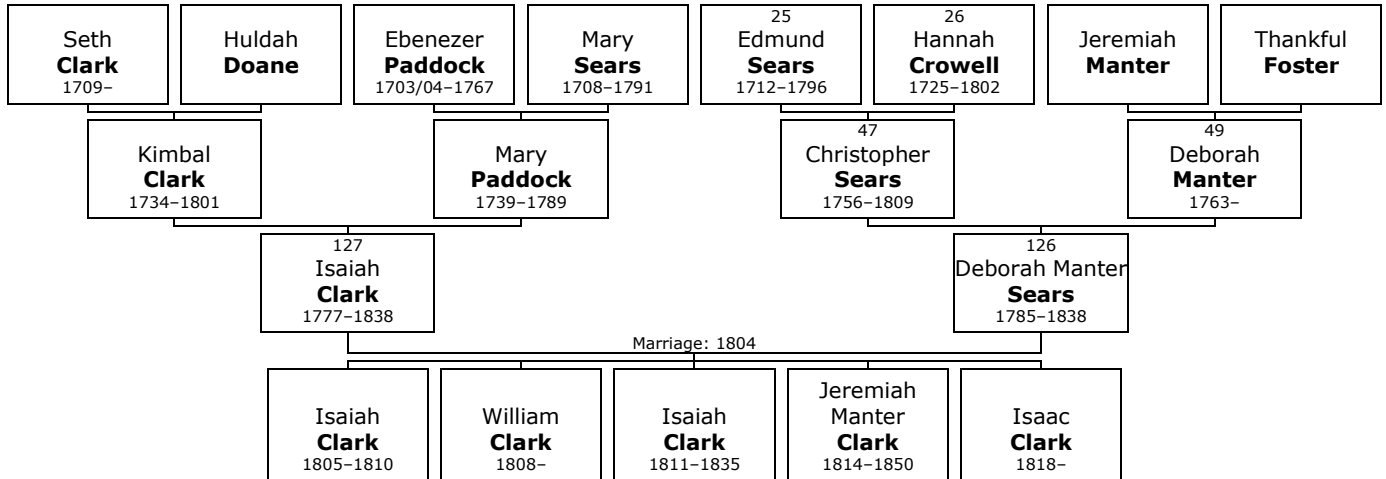 Seth
Clark
1709–
Huldah
Doane
Ebenezer
Paddock
1703/04–1767
Mary
Sears
1708–1791
25
Edmund
Sears
1712–1796
26
Hannah
Crowell
1725–1802
Jeremiah
Manter
Thankful
Foster
Kimbal
Clark
1734–1801
Mary
Paddock
1739–1789
47
Christopher
Sears
1756–1809
49
Deborah
Manter
1763–
127
Isaiah
Clark
1777–1838
126
Deborah Manter
Sears
1785–1838
Marriage: 1804
Isaiah
Clark
1805–1810
William
Clark
1808–
Isaiah
Clark
1811–1835
Jeremiah
Manter
Clark
1814–1850
Isaac
Clark
1818–